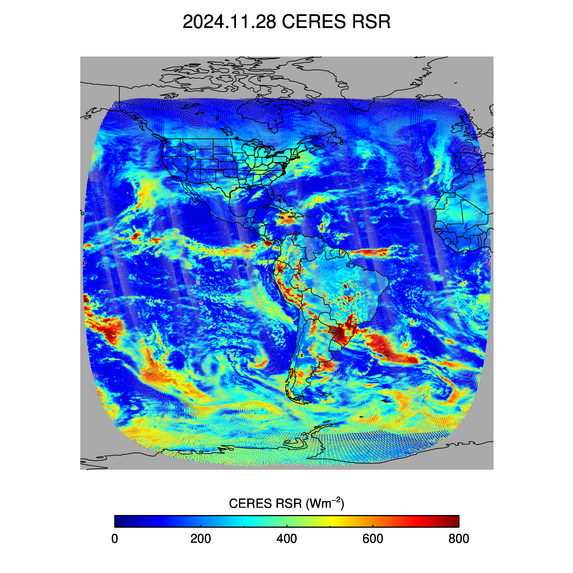 2024.11.28 CERES RSR
CERES RSR (Wm⁻²)
0 200 400 600 800